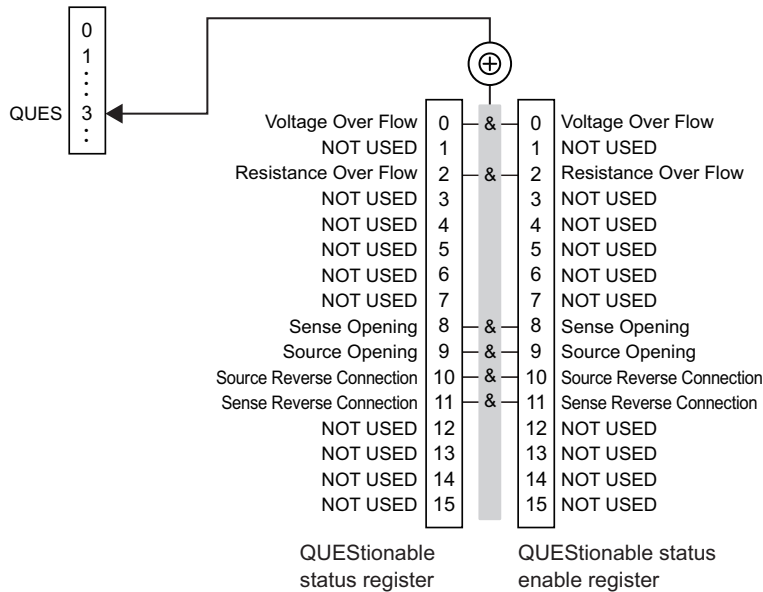 0
1
⋮
QUES 3
⋮
Voltage Over Flow 0 & 0 Voltage Over Flow
NOT USED 1 1 NOT USED
Resistance Over Flow 2 & 2 Resistance Over Flow
NOT USED 3 3 NOT USED
NOT USED 4 4 NOT USED
NOT USED 5 5 NOT USED
NOT USED 6 6 NOT USED
NOT USED 7 7 NOT USED
Sense Opening 8 & 8 Sense Opening
Source Opening 9 & 9 Source Opening
Source Reverse Connection 10 & 10 Source Reverse Connection
Sense Reverse Connection 11 & 11 Sense Reverse Connection
NOT USED 12 12 NOT USED
NOT USED 13 13 NOT USED
NOT USED 14 14 NOT USED
NOT USED 15 15 NOT USED
QUEStionable
status register
QUEStionable status
enable register